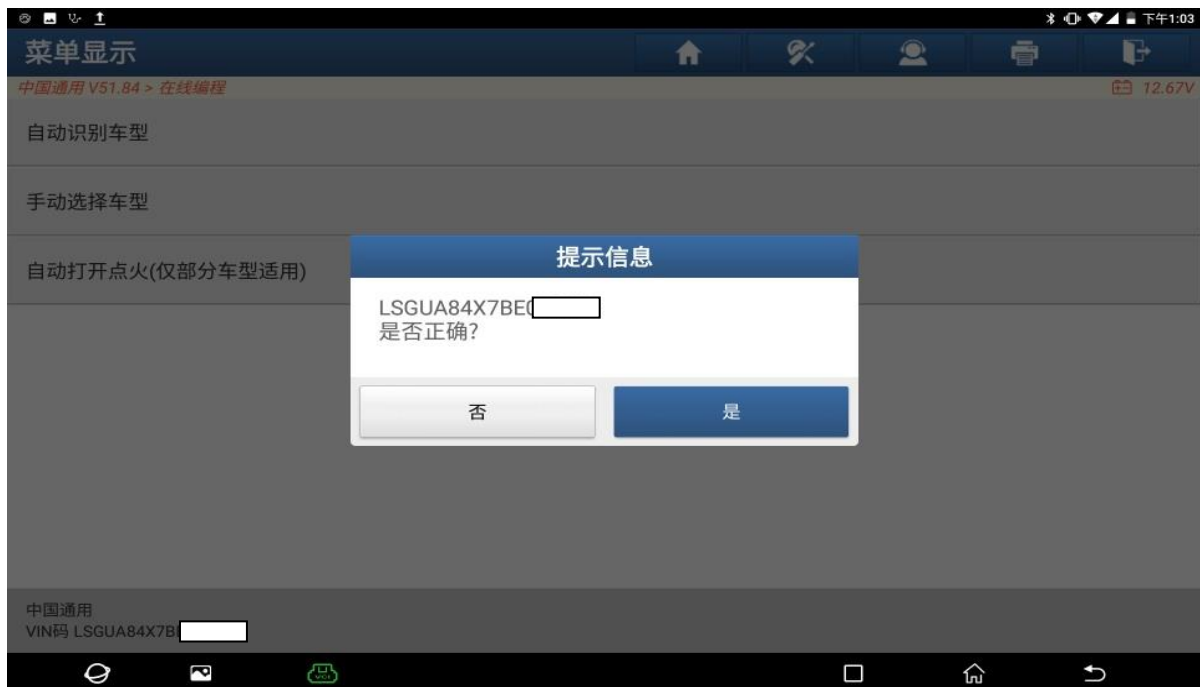 下午1:03
菜单显示
中国通用 V51.84 > 在线编程
12.67V
自动识别车型
手动选择车型
自动打开点火(仅部分车型适用)
提示信息
LSGUA84X7BE
是否正确?
否
是
中国通用
VIN码 LSGUA84X7B
VCI